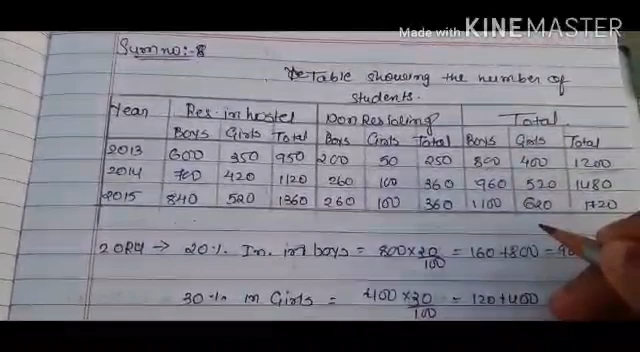 Made with KINEMASTER
Sum no:- 8
Table showing the number of
students.
Year Res. in hostel Non Residing Total
Boys Girls Total Boys Girls Total Boys Girls Total
2013 600 350 950 200 50 250 800 400 1200
2014 700 420 1120 260 100 360 960 520 1480
2015 840 520 1360 260 100 360 1100 620 1720
2014 → 20%. In. in boys = 800 × 20/100 = 160 + 800 =
30 % in Girls = 400 × 30/100 = 120 + 400